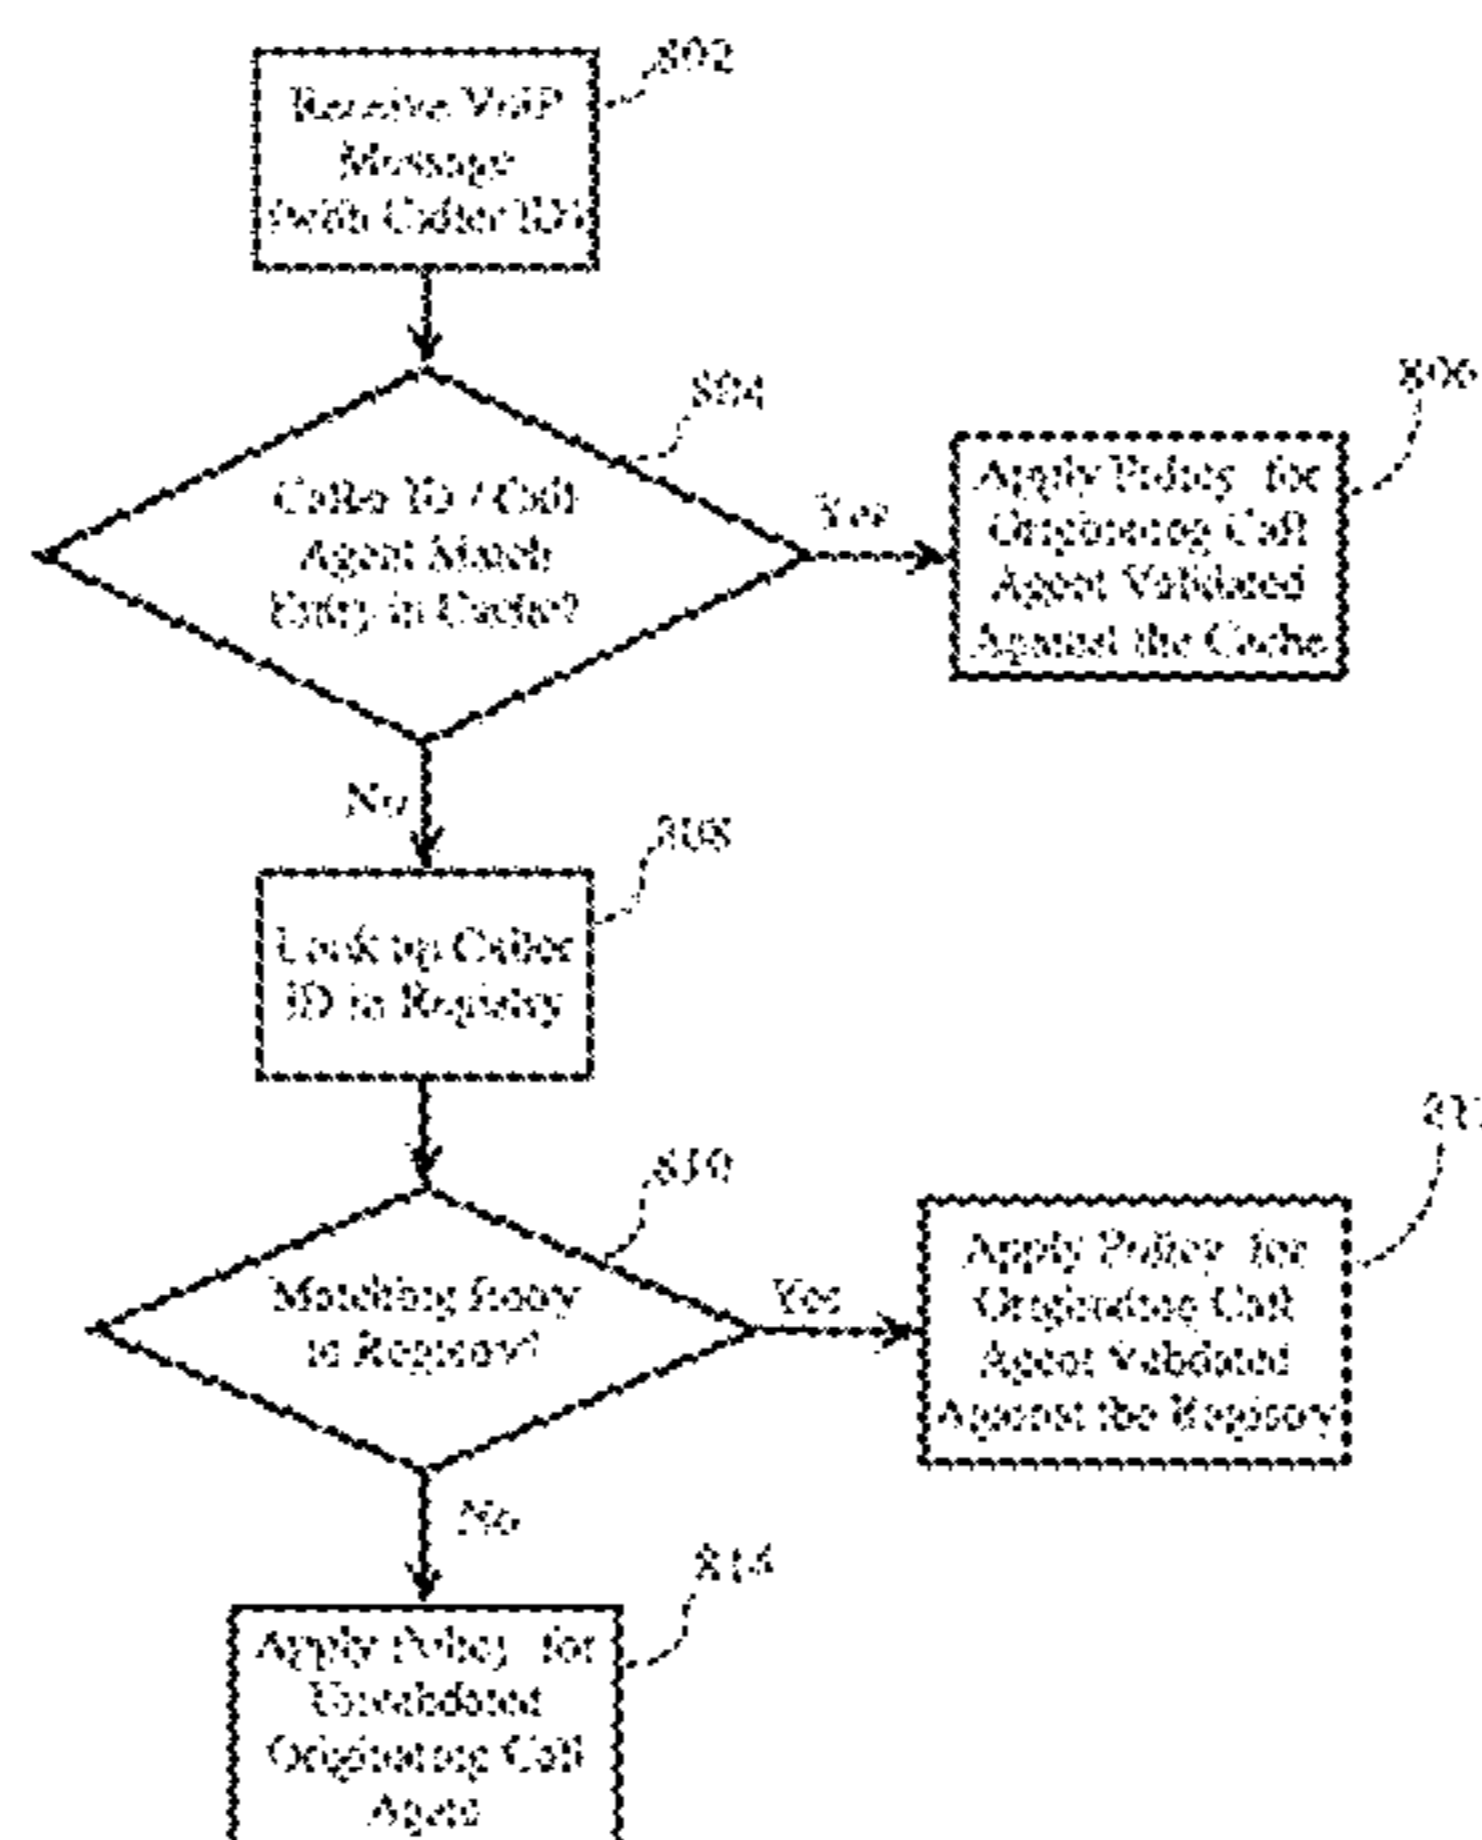 802
Receive VoIP
Message
(with Caller ID)
804
Caller ID / Call
Agent Match
Entry in Cache?
Yes
806
Apply Policy for
Originating Call
Agent Validated
Against the Cache
No
808
Look up Caller
ID in Registry
810
Matching Entry
in Registry?
Yes
Apply Policy for
Originating Call
Agent Validated
Against the Registry
No
814
Apply Policy for
Unvalidated
Originating Call
Agent